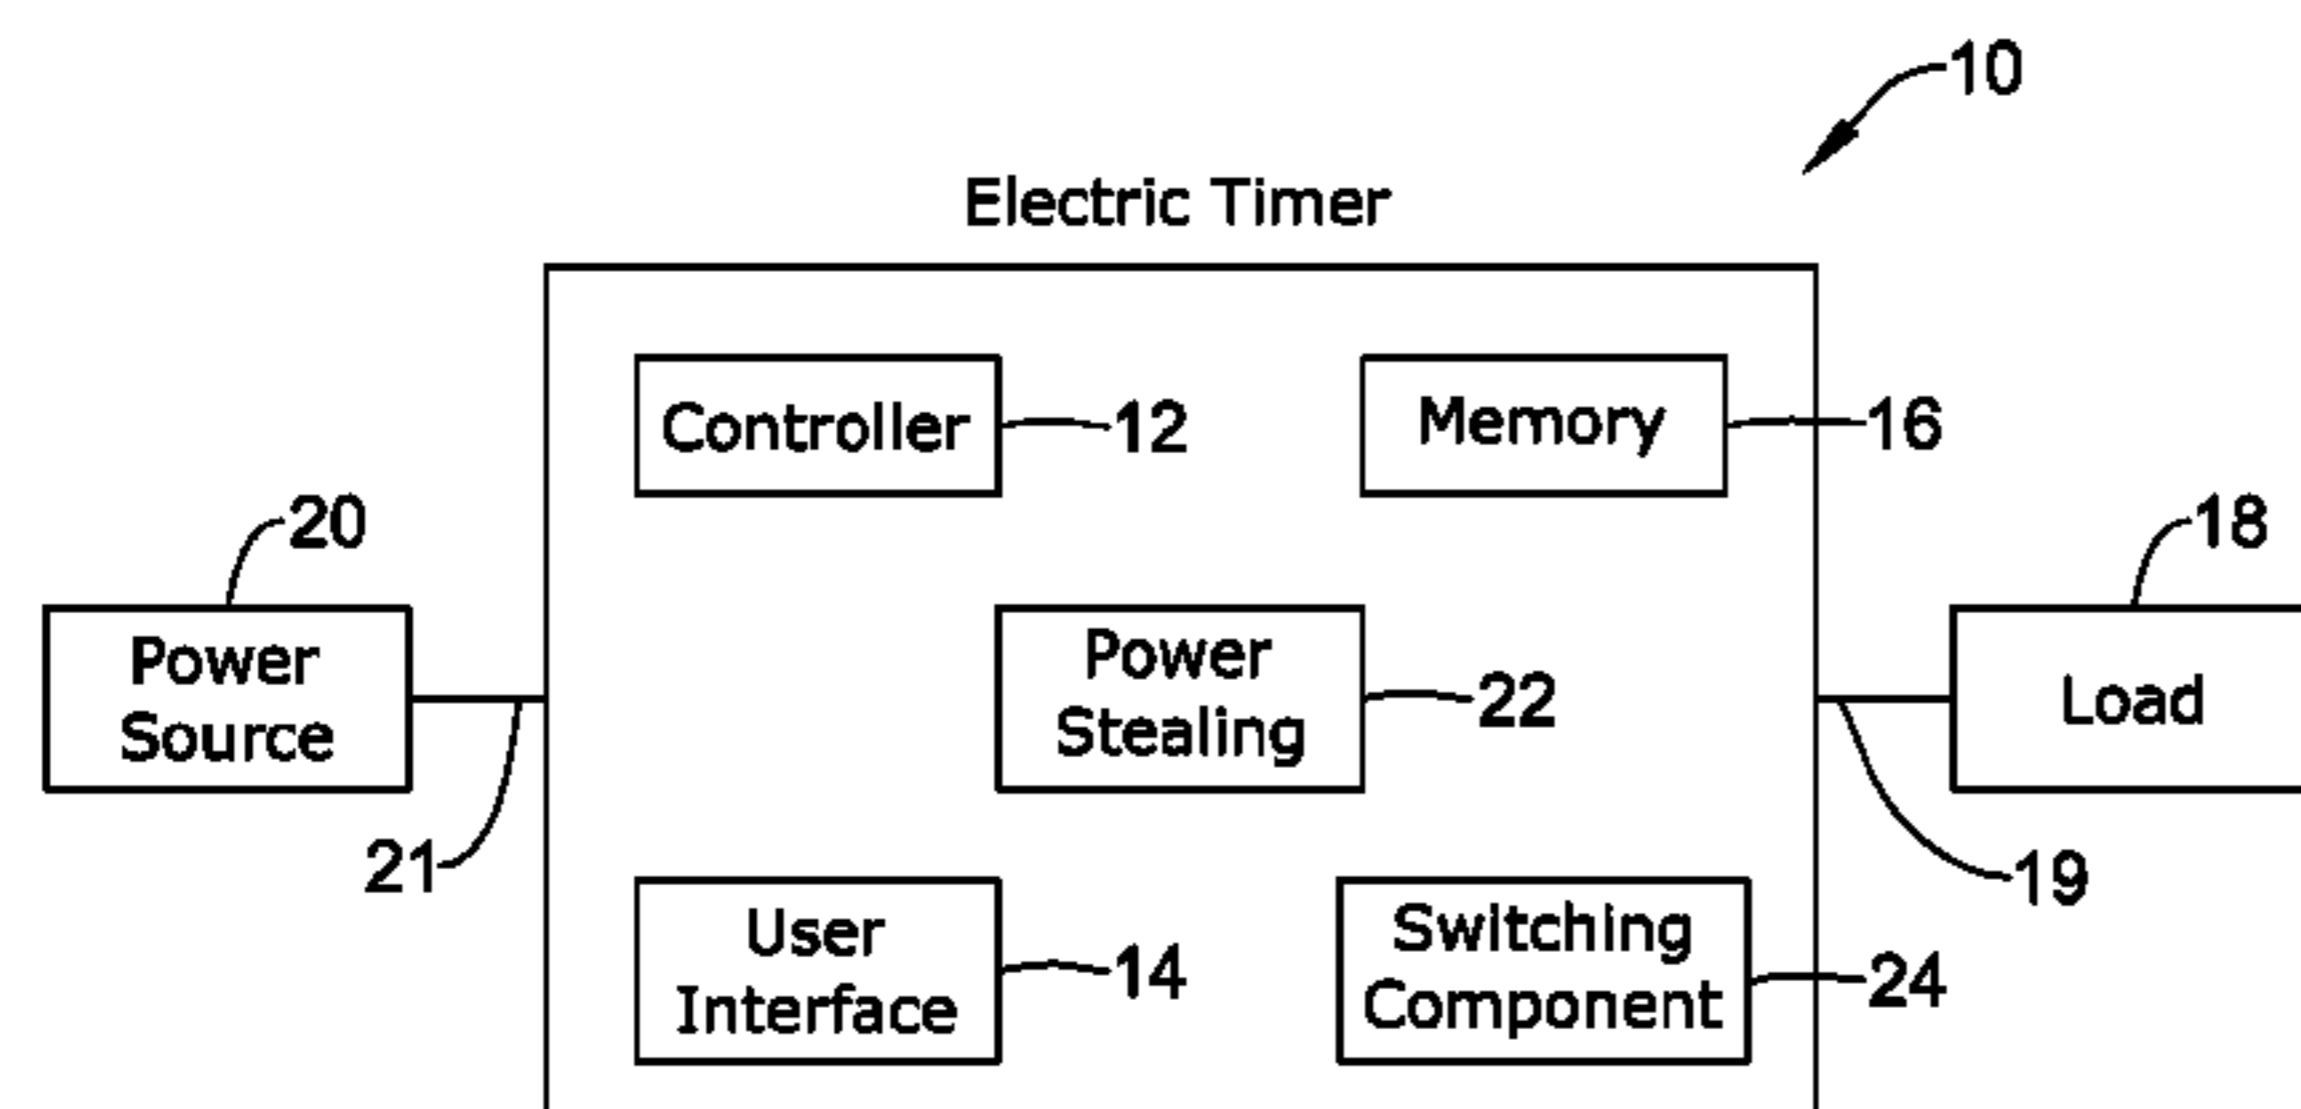 10
Electric Timer
Controller
12
Memory
16
20
18
Power
Source
Power
Stealing
22
Load
21
19
User
Interface
14
Switching
Component
24